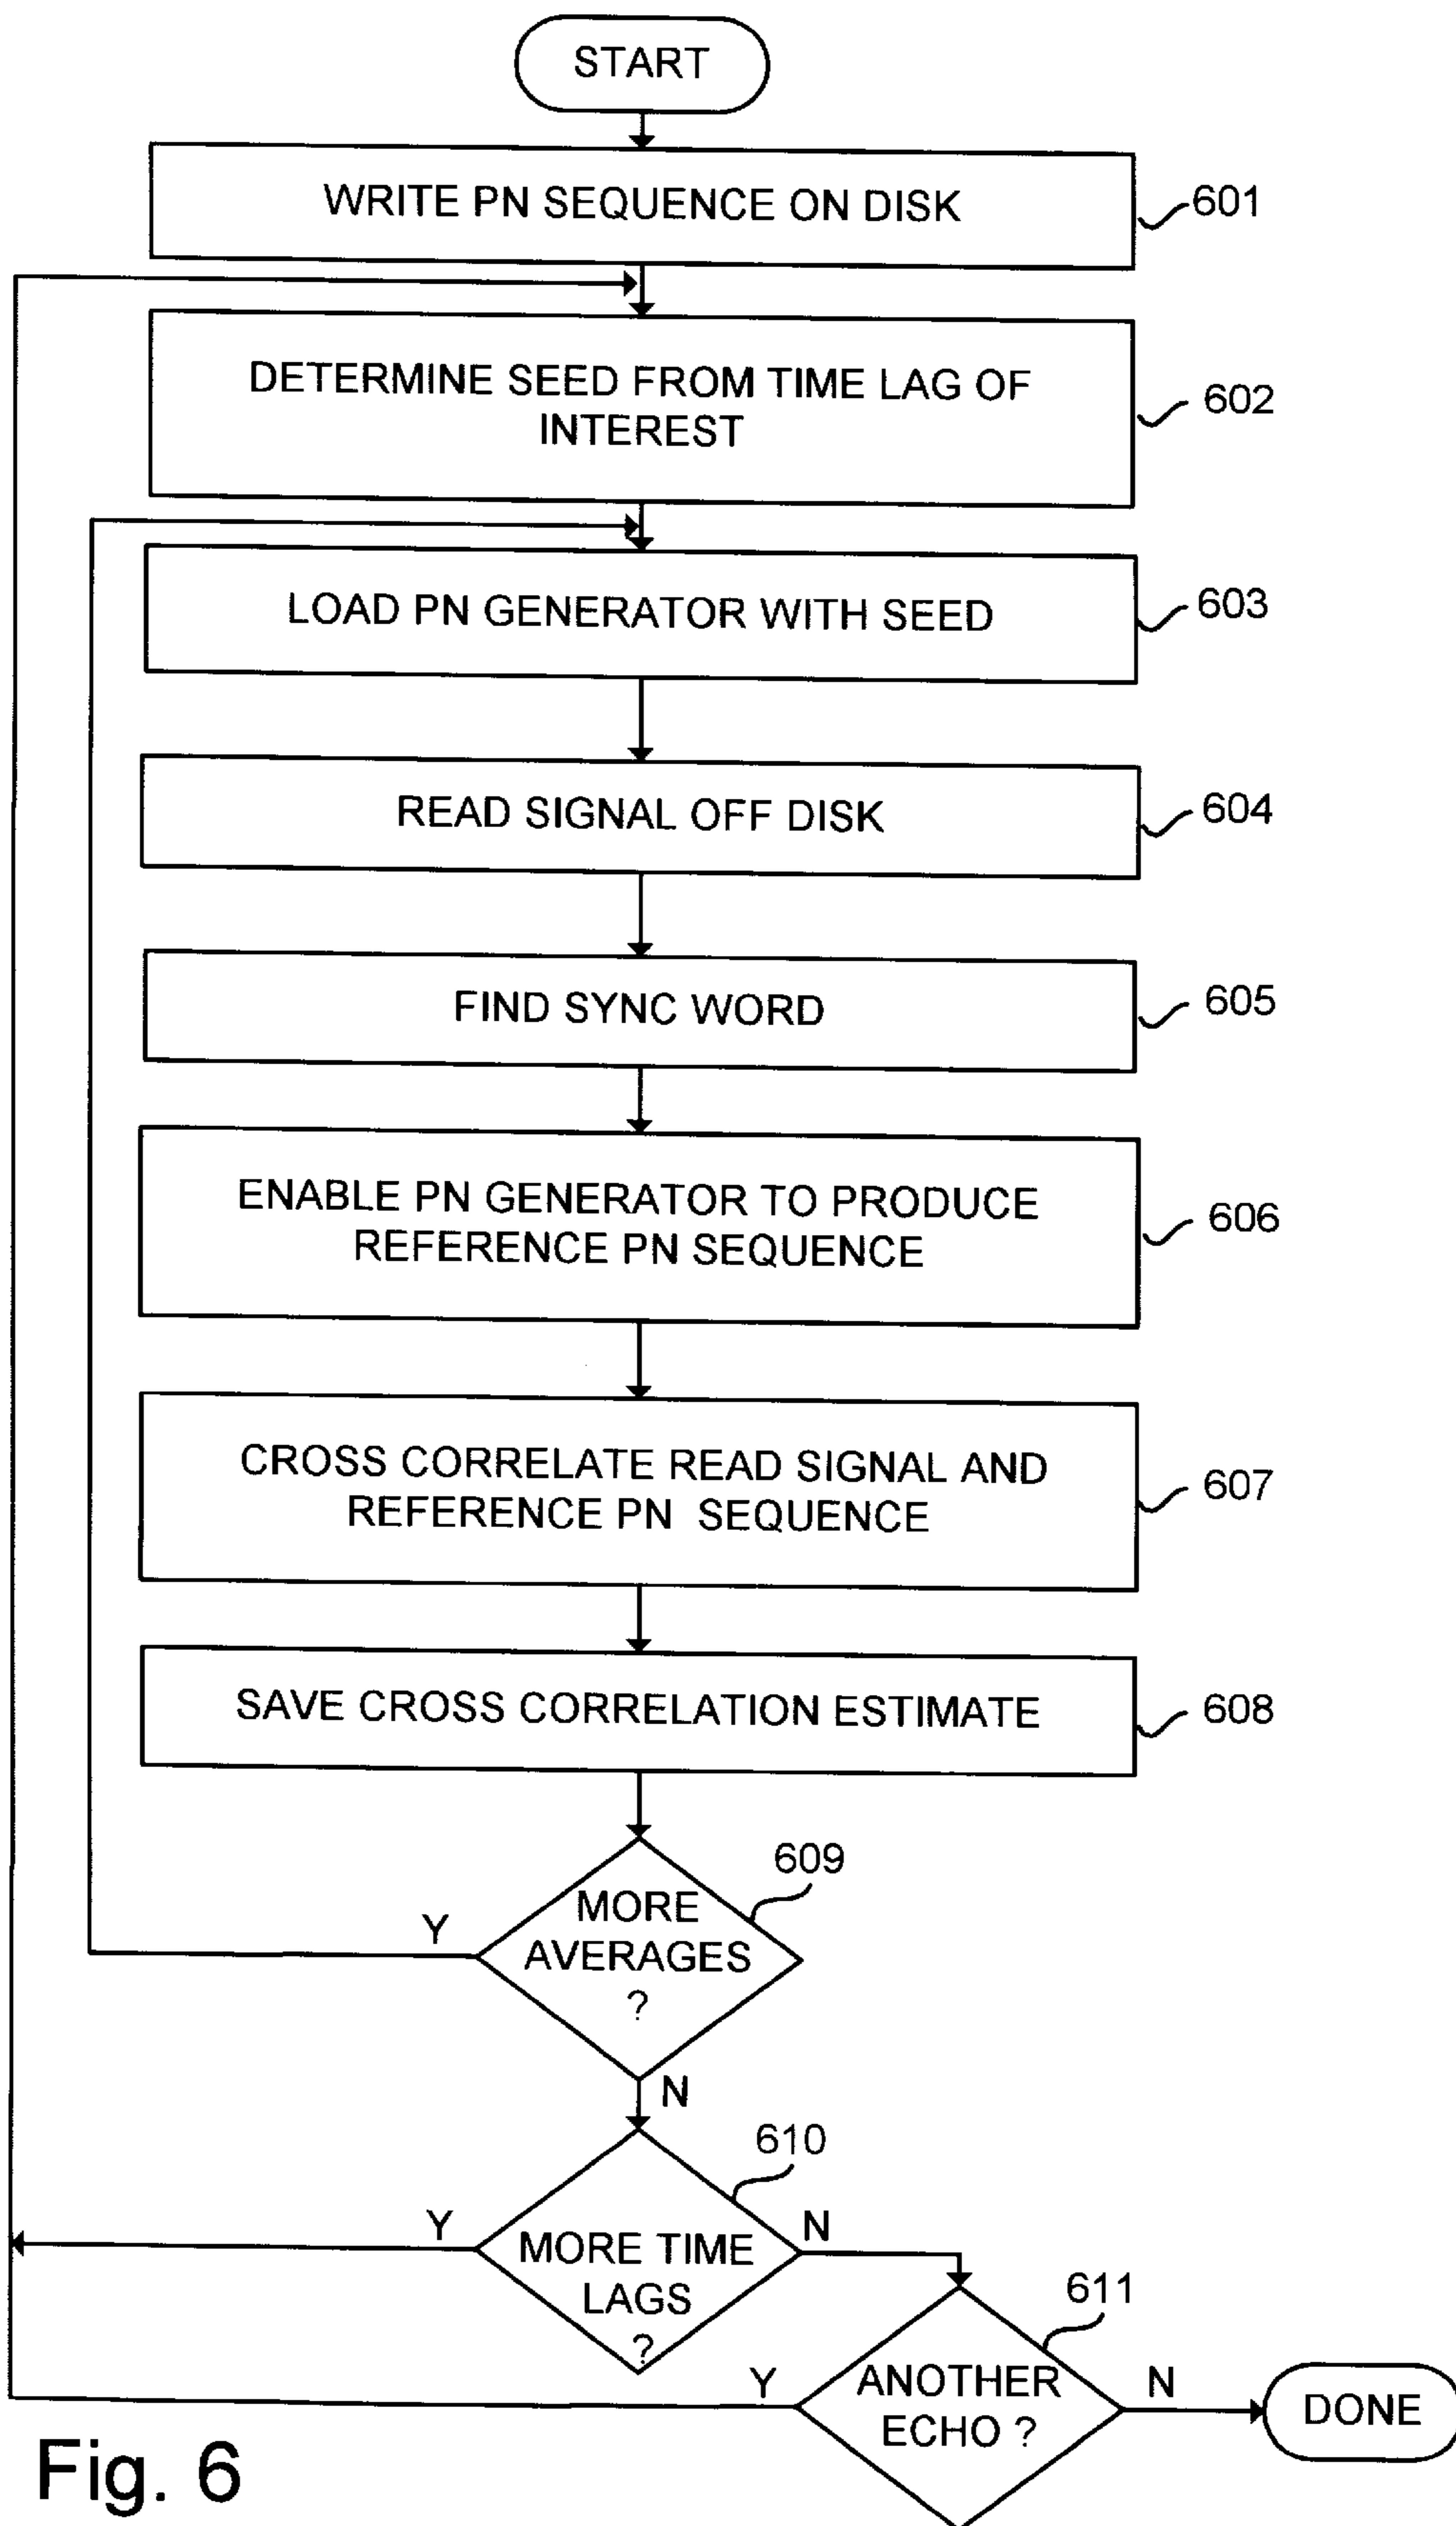 START
WRITE PN SEQUENCE ON DISK
601
DETERMINE SEED FROM TIME LAG OF
INTEREST
602
LOAD PN GENERATOR WITH SEED
603
READ SIGNAL OFF DISK
604
FIND SYNC WORD
605
ENABLE PN GENERATOR TO PRODUCE
REFERENCE PN SEQUENCE
606
CROSS CORRELATE READ SIGNAL AND
REFERENCE PN SEQUENCE
607
SAVE CROSS CORRELATION ESTIMATE
608
609
MORE
AVERAGES
?
Y
N
610
MORE TIME
LAGS
?
Y
N
611
ANOTHER
ECHO ?
Y
N
DONE
Fig. 6